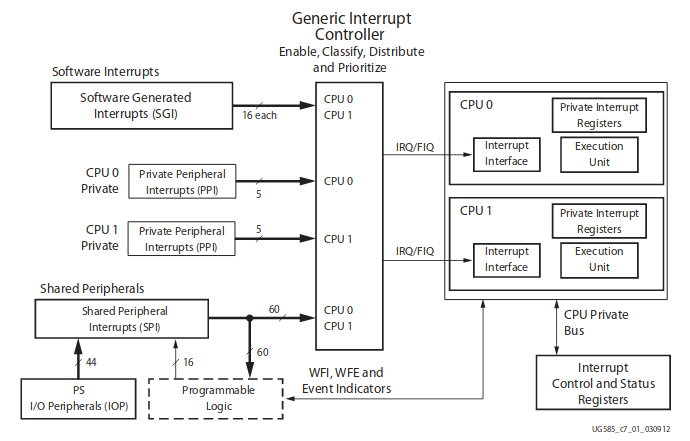 Generic Interrupt
Controller
Enable, Classify, Distribute
and Prioritize
Software Interrupts
Software Generated
Interrupts (SGI)
16 each
CPU 0
CPU 1
CPU 0
Private
Private Peripheral
Interrupts (PPI)
5
CPU 0
CPU 1
Private
Private Peripheral
Interrupts (PPI)
5
CPU 1
Shared Peripherals
Shared Peripheral
Interrupts (SPI)
60
CPU 0
CPU 1
44
16
60
PS
I/O Peripherals (IOP)
Programmable
Logic
WFI, WFE and
Event Indicators
IRQ/FIQ
CPU 0
Private Interrupt
Registers
Interrupt
Interface
Execution
Unit
IRQ/FIQ
CPU 1
Private Interrupt
Registers
Interrupt
Interface
Execution
Unit
CPU Private
Bus
Interrupt
Control and Status
Registers
UG585_c7_01_030912